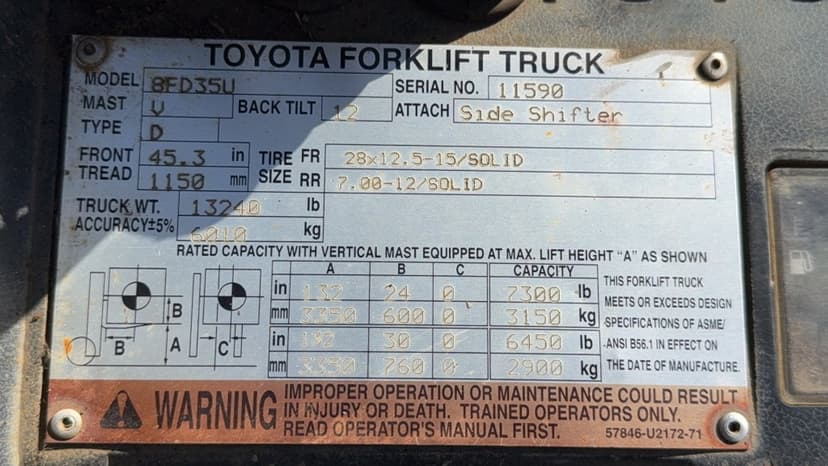 TOYOTA FORKLIFT TRUCK
MODEL 8FD35U SERIAL NO. 11590
MAST V BACK TILT 12 ATTACH Side Shifter
TYPE D
FRONT TREAD 45.3 in TIRE SIZE FR 28x12.5-15/SOLID
1150 mm RR 7.00-12/SOLID
TRUCK WT. 13240 lb
ACCURACY±5% 6010 kg
RATED CAPACITY WITH VERTICAL MAST EQUIPPED AT MAX. LIFT HEIGHT "A" AS SHOWN
A B C CAPACITY
in 132 24 0 7300 lb
mm 3350 600 0 3150 kg
in 132 30 0 6450 lb
mm 3350 760 0 2900 kg
B A B C
THIS FORKLIFT TRUCK
MEETS OR EXCEEDS DESIGN
SPECIFICATIONS OF ASME/
ANSI B56.1 IN EFFECT ON
THE DATE OF MANUFACTURE.
WARNING
IMPROPER OPERATION OR MAINTENANCE COULD RESULT
IN INJURY OR DEATH. TRAINED OPERATORS ONLY.
READ OPERATOR'S MANUAL FIRST. 57846-U2172-71